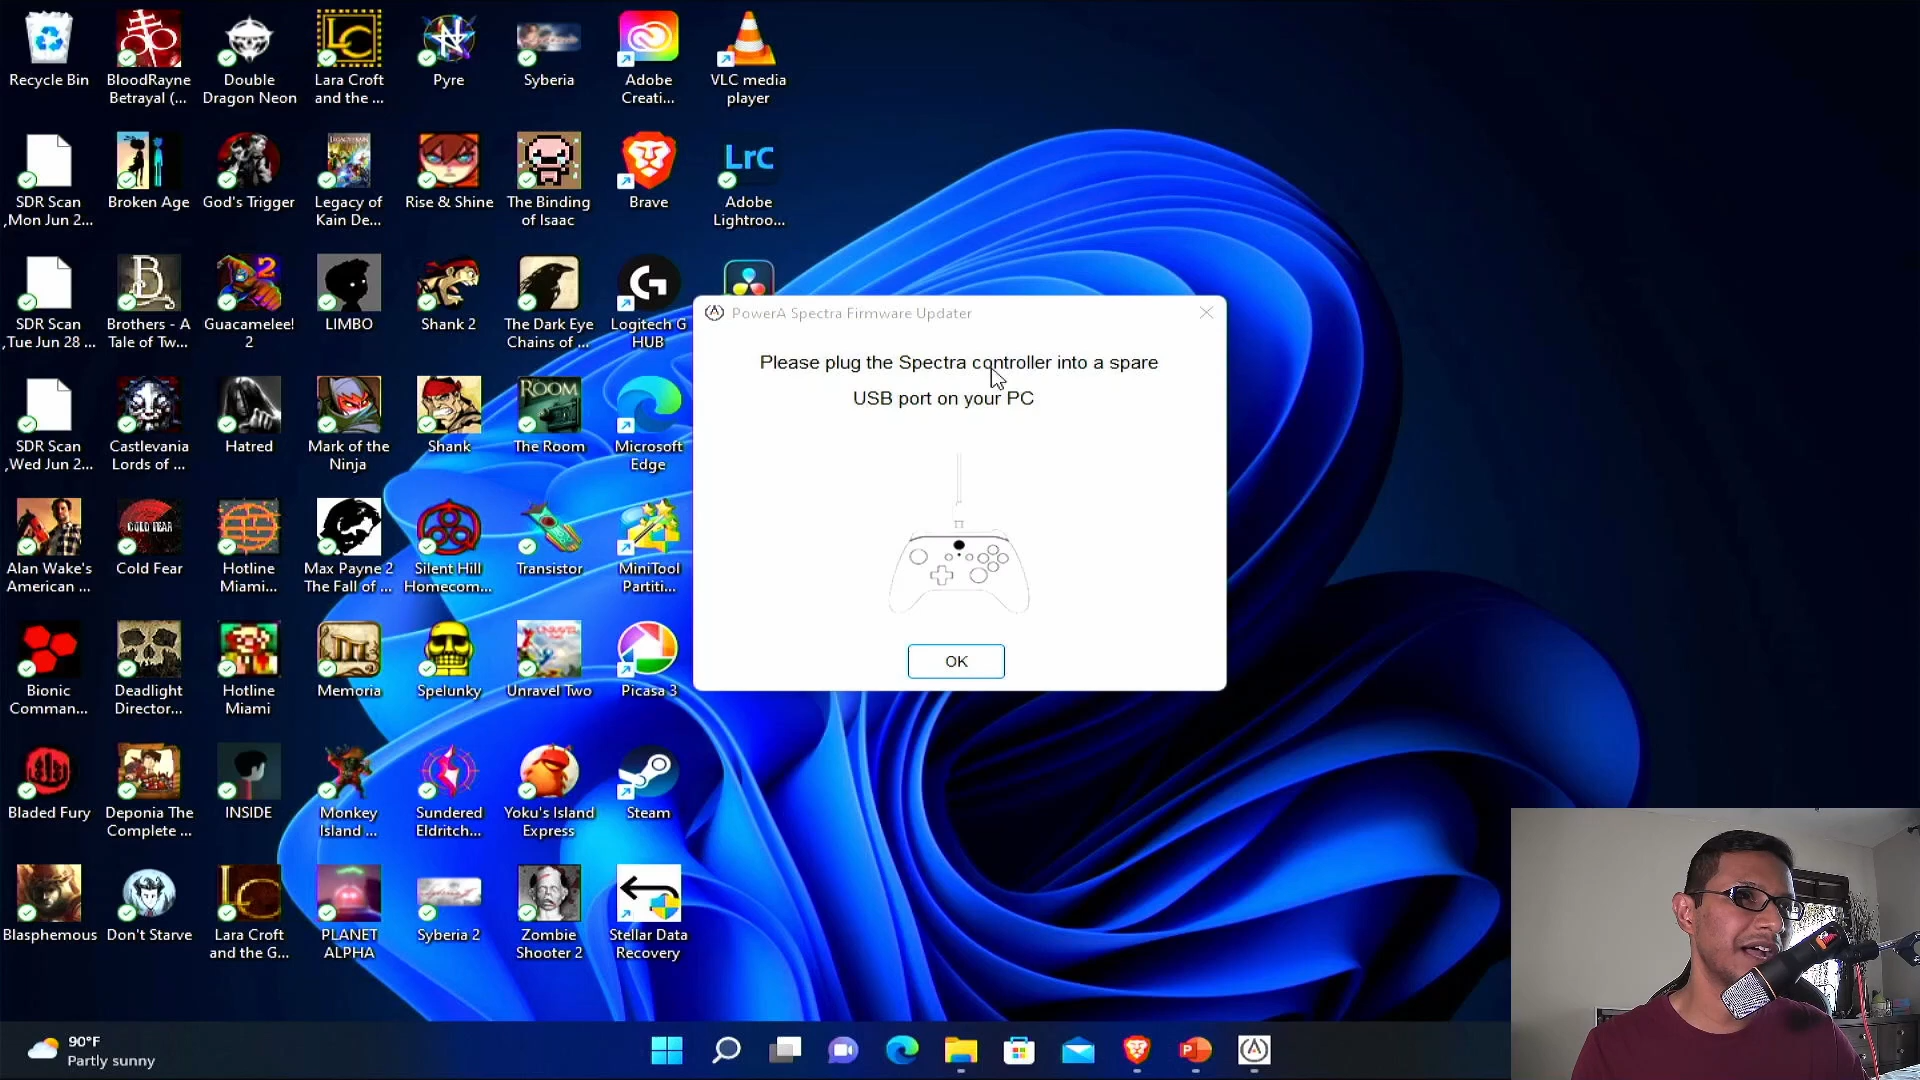 Recycle Bin
BloodRayne
Betrayal (...
Double
Dragon Neon
Lara Croft
and the ...
Pyre
Syberia
Adobe
Creati...
VLC media
player
SDR Scan
,Mon Jun 2...
Broken Age
God's Trigger
Legacy of
Kain De...
Rise & Shine
The Binding
of Isaac
Brave
LrC
Adobe
Lightroo...
SDR Scan
,Tue Jun 28 ...
Brothers - A
Tale of Tw...
Guacamelee!
2
LIMBO
Shank 2
The Dark Eye
Chains of ...
Logitech G
HUB
PowerA Spectra Firmware Updater
Please plug the Spectra controller into a spare
USB port on your PC
OK
SDR Scan
,Wed Jun 2...
Castlevania
Lords of ...
Hatred
Mark of the
Ninja
Shank
ROOM
The Room
Microsoft
Edge
Alan Wake's
American ...
COLD FEAR
Cold Fear
Hotline
Miami...
Max Payne 2
The Fall of ...
Silent Hill
Homecom...
Transistor
MiniTool
Partiti...
Bionic
Comman...
Deadlight
Director...
Hotline
Miami
Memoria
Spelunky
Unravel Two
Picasa 3
Bladed Fury
Deponia The
Complete ...
INSIDE
Monkey
Island ...
Sundered
Eldritch...
Yoku's Island
Express
Steam
Blasphemous
Don't Starve
Lara Croft
and the G...
PLANET
ALPHA
Syberia 2
Zombie
Shooter 2
Stellar Data
Recovery
90°F
Partly sunny